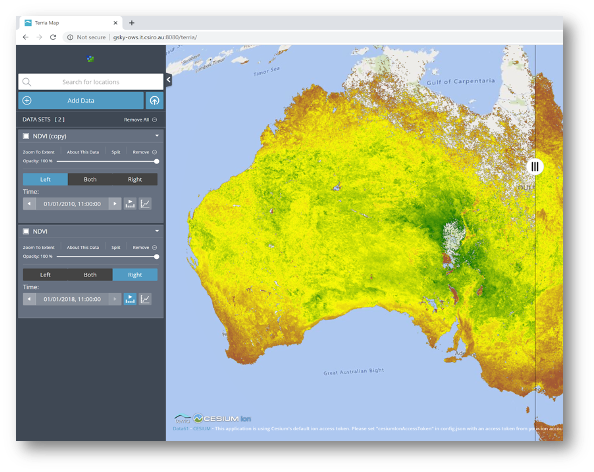 Terra Map
Not secure | gsky-ows-it.csiro.au:8080/terria/
Search for locations
Add Data
DATA SETS [ 2 ]
Remove All
NDVI (copy)
Zoom To Extent About This Data Split Remove
Opacity: 100 %
Left Both Right
Time:
01/01/2010, 11:00:00
NDVI
Zoom To Extent About This Data Split Remove
Opacity: 100 %
Left Both Right
Time:
01/01/2018, 11:00:00
Timor Sea
Gulf of Carpentaria
Great Australian Bight
CESIUM ion
CESIUM - This application is using Cesium's default ion access token. Please set "cesiumIonAccessToken" in config.json with an access token from your ion